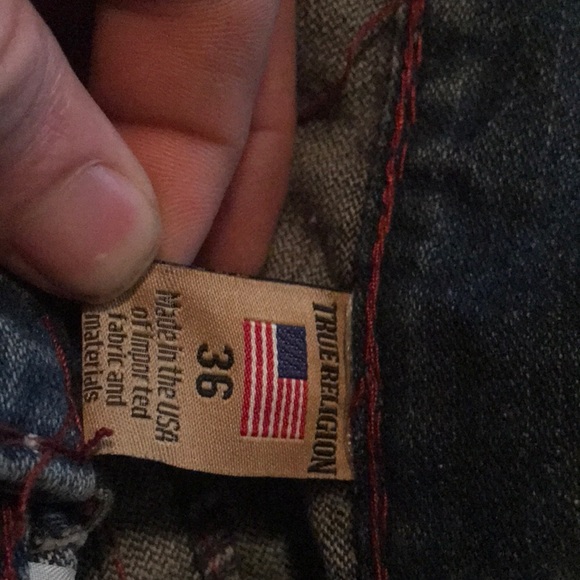 TRUE RELIGION
36
Made in the USA
of imported
fabric and
materials